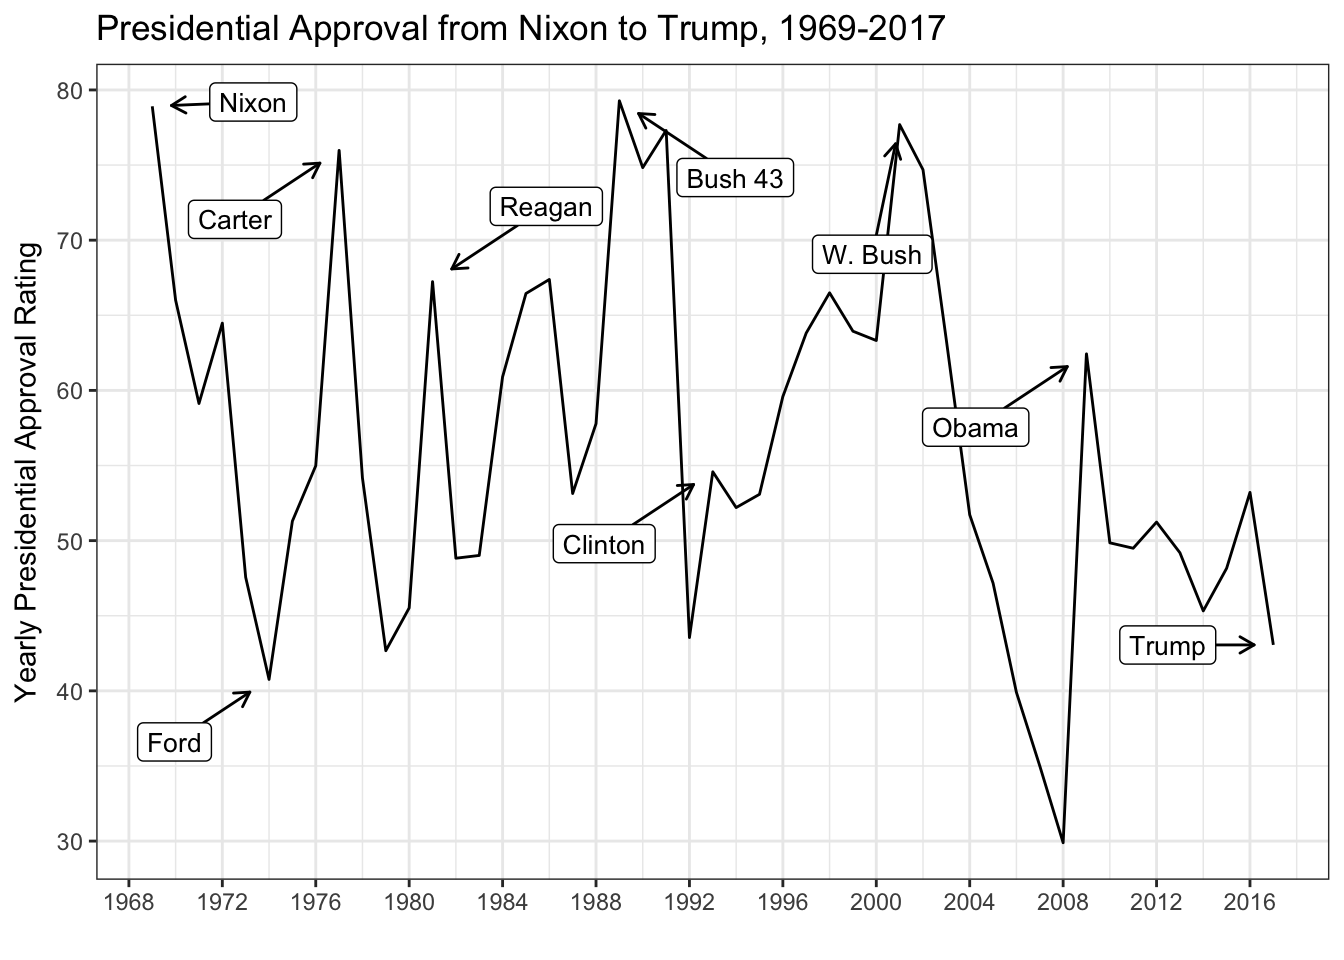 Presidential Approval from Nixon to Trump, 1969-2017
Yearly Presidential Approval Rating
80
70
60
50
40
30
Nixon
Carter
Reagan
Bush 43
W. Bush
Obama
Clinton
Trump
Ford
1968 1972 1976 1980 1984 1988 1992 1996 2000 2004 2008 2012 2016